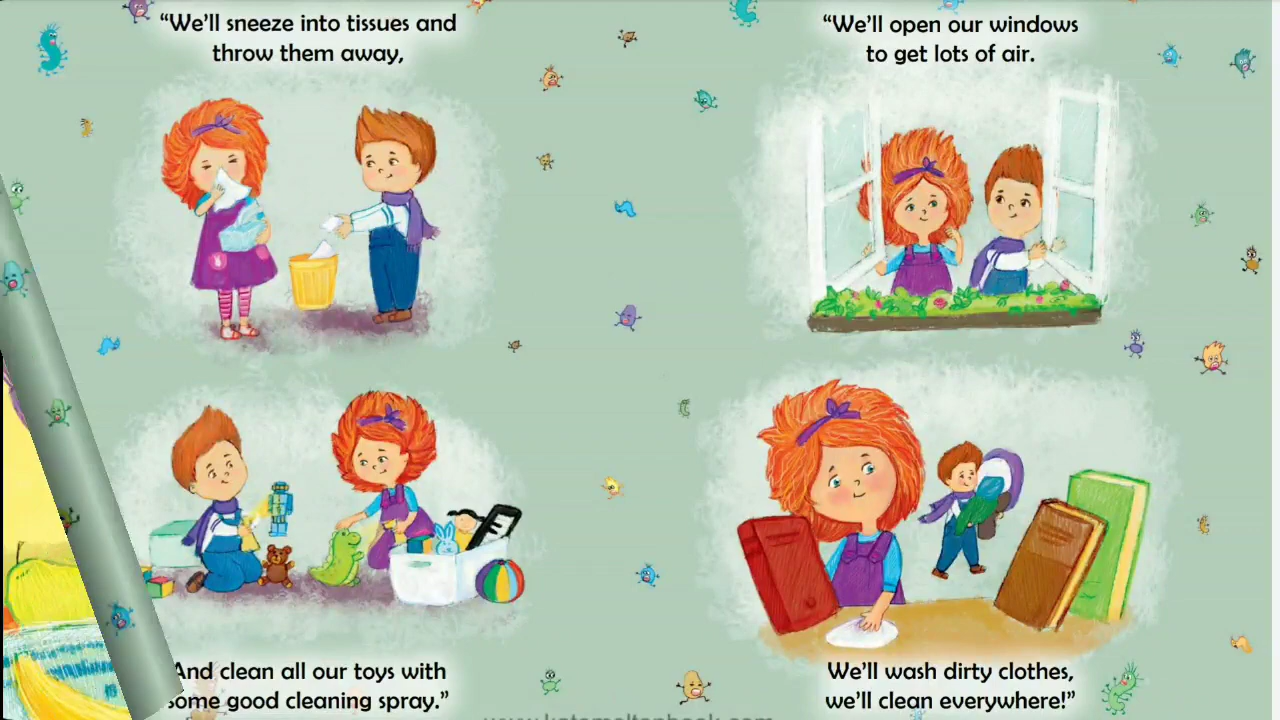 “We’ll sneeze into tissues and
throw them away,
And clean all our toys with
some good cleaning spray.”
“We’ll open our windows
to get lots of air.
We’ll wash dirty clothes,
we’ll clean everywhere!”